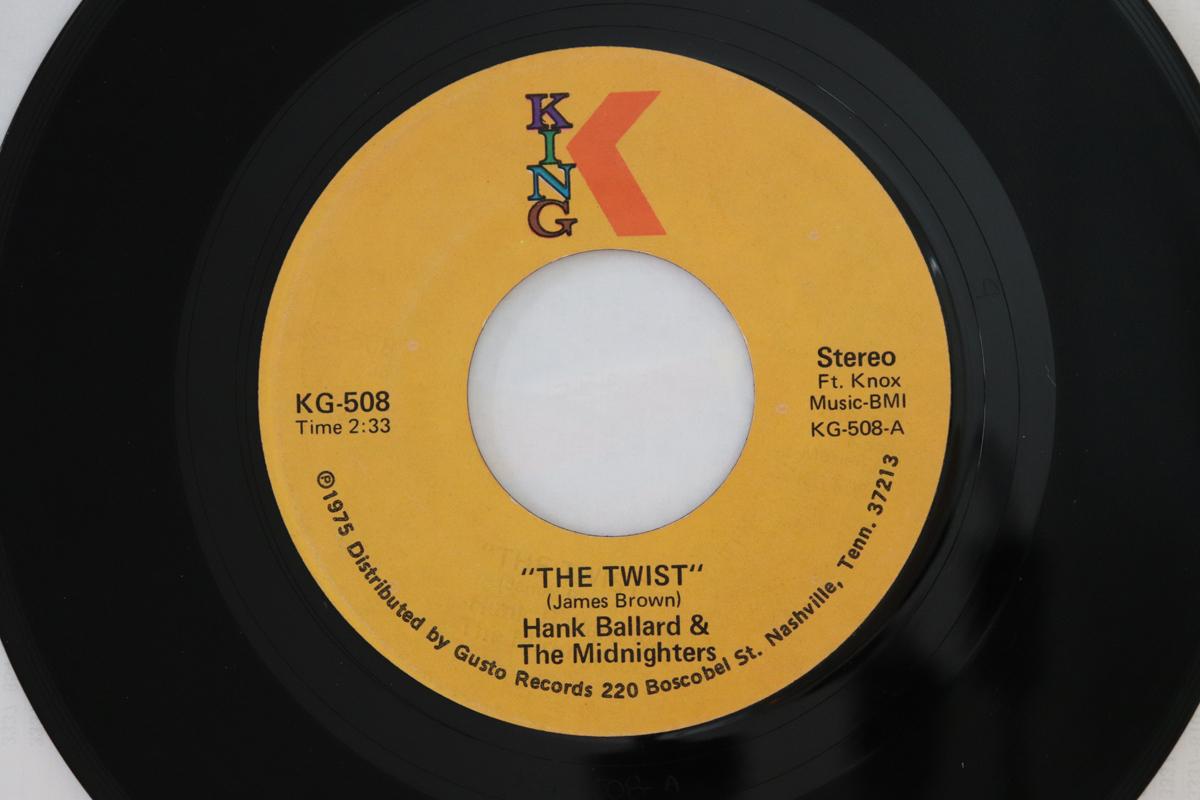 KING
KG-508
Time 2:33
Stereo
Ft. Knox
Music-BMI
KG-508-A
"THE TWIST"
(James Brown)
Hank Ballard &
The Midnighters
℗1975 Distributed by Gusto Records 220 Boscobel St. Nashville, Tenn. 37213